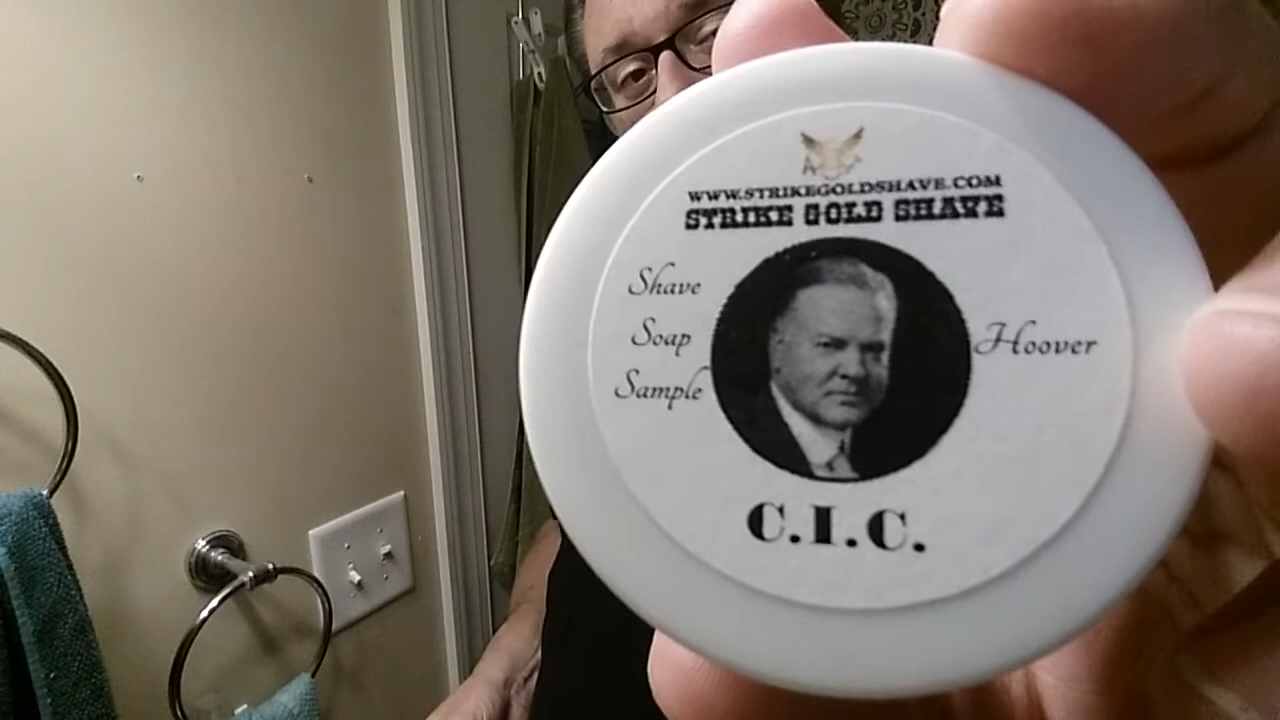 WWW.STRIKEGOLDSHAVE.COM
STRIKE GOLD SHAVE
Shave
Soap
Sample
Hoover
C.I.C.